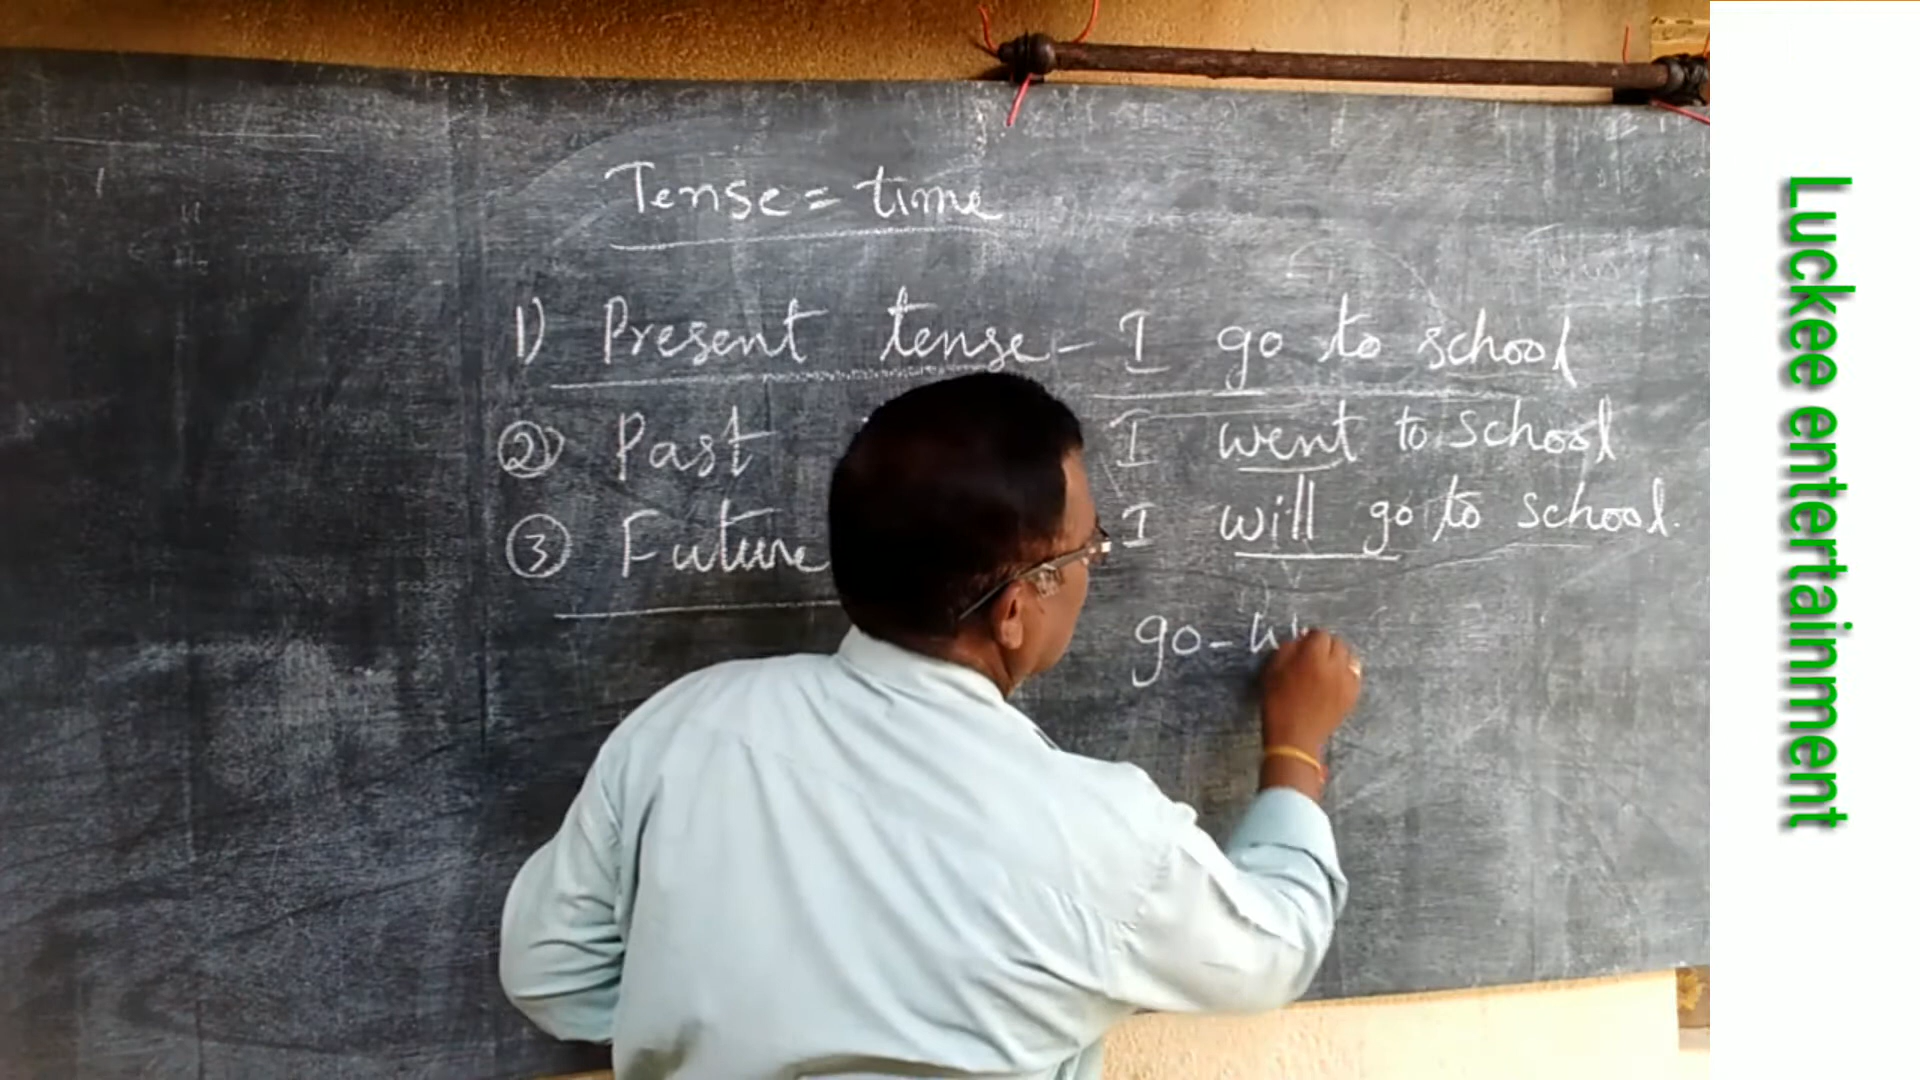 Tense = time
1) Present tense - I go to school
② Past I went to school
③ Future I will go to school.
go -
Luckee entertainment